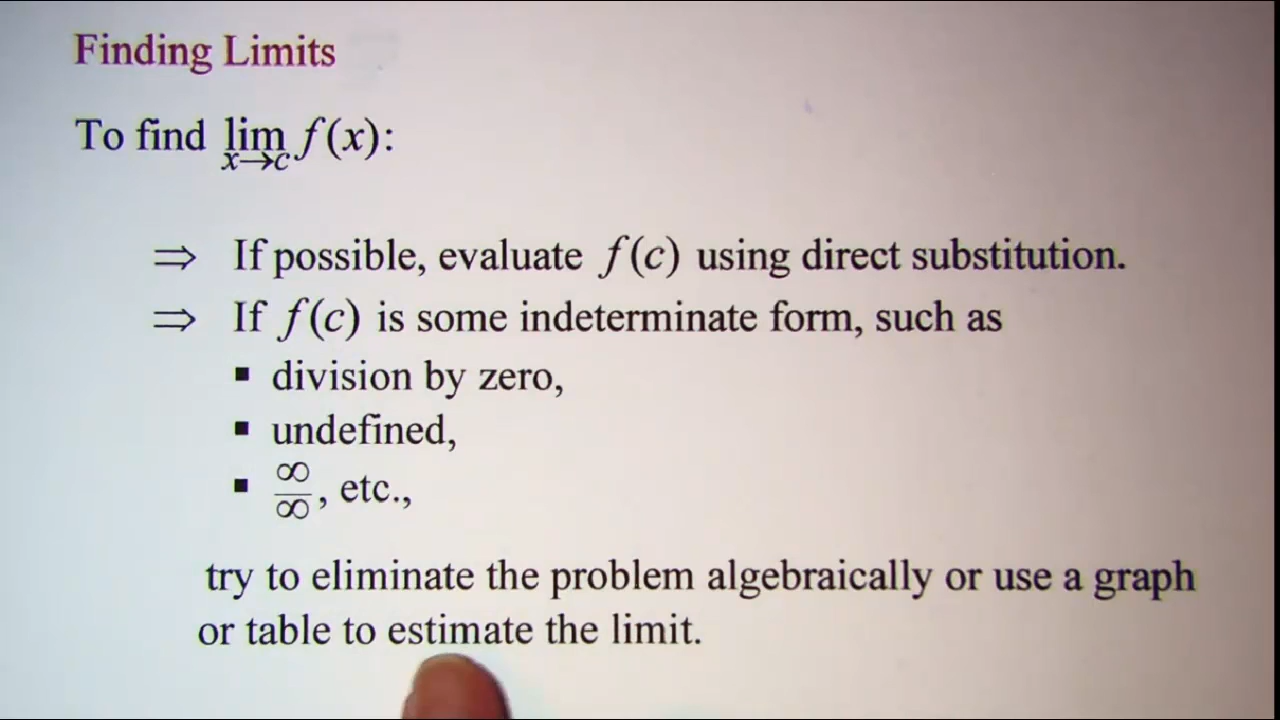 Finding Limits
To find lim x→c f(x):
⇒ If possible, evaluate f(c) using direct substitution.
⇒ If f(c) is some indeterminate form, such as
▪ division by zero,
▪ undefined,
▪ ∞/∞, etc.,
try to eliminate the problem algebraically or use a graph
or table to estimate the limit.